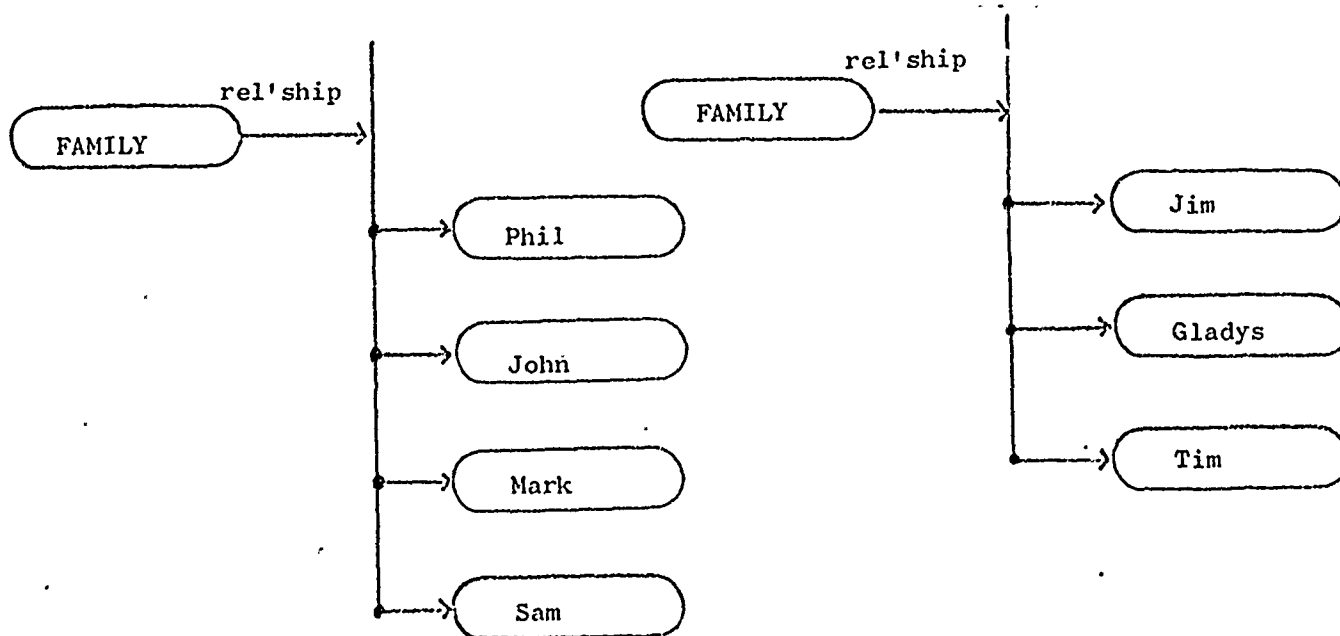 rel'ship
FAMILY
Phil
John
Mark
Sam
rel'ship
FAMILY
Jim
Gladys
Tim